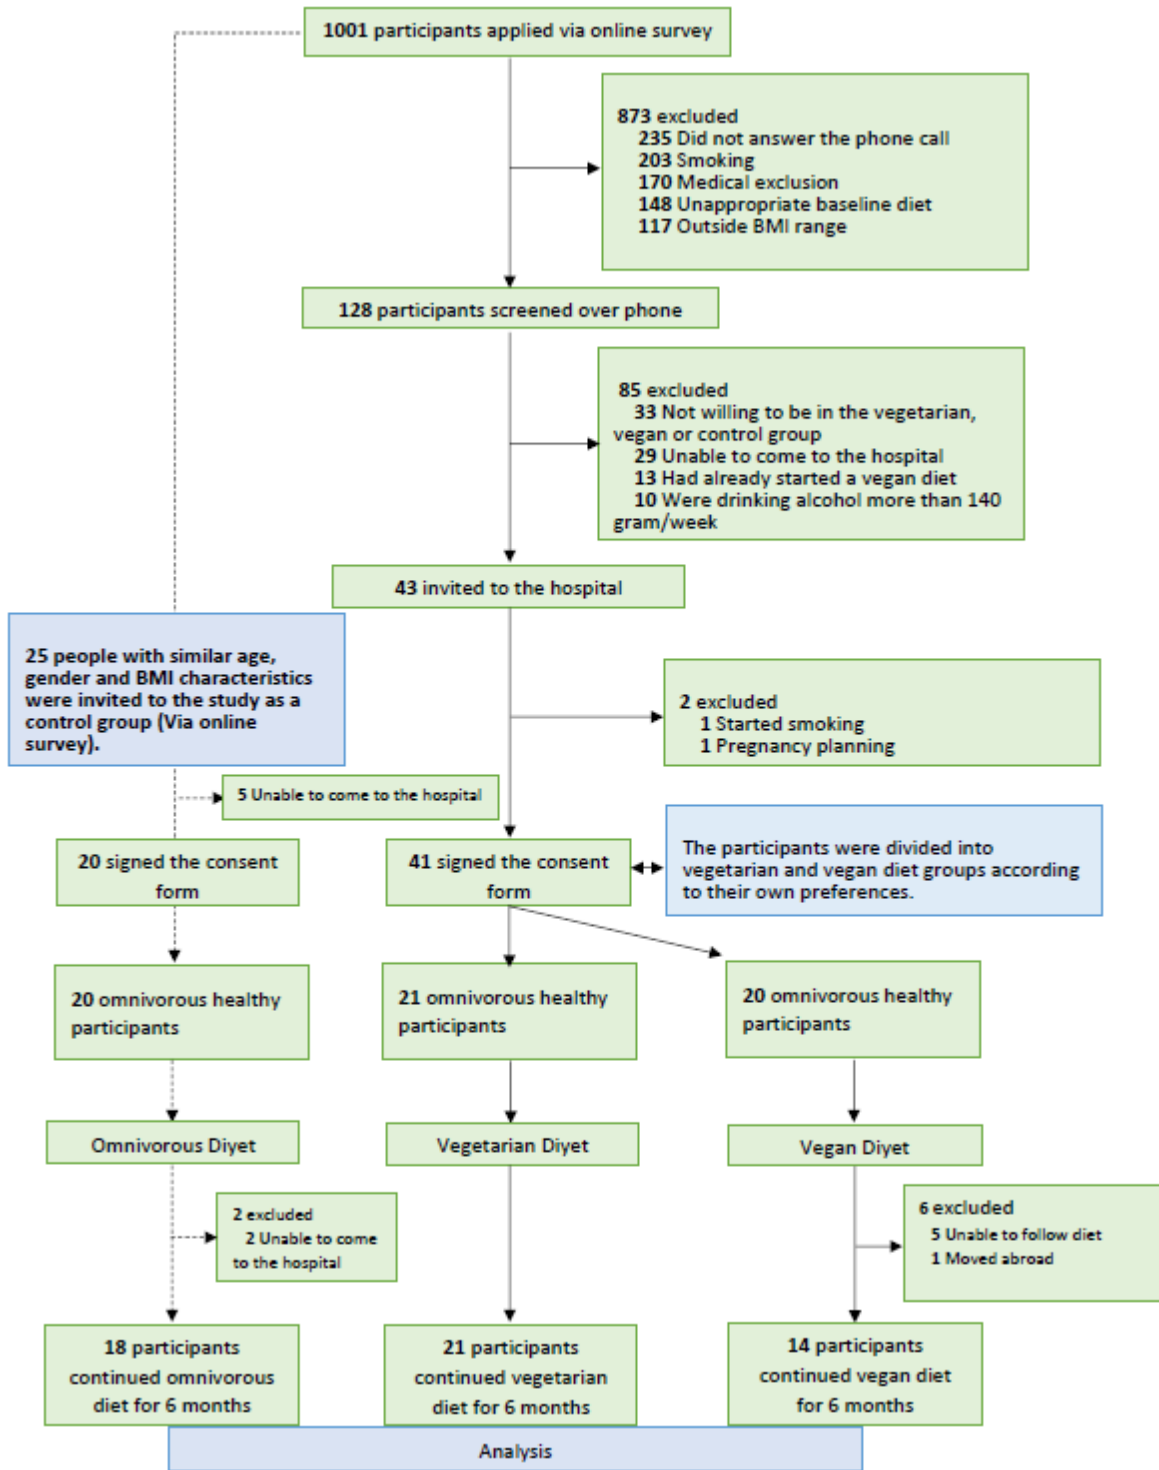 1001 participants applied via online survey
873 excluded
235 Did not answer the phone call
203 Smoking
170 Medical exclusion
148 Unappropriate baseline diet
117 Outside BMI range
128 participants screened over phone
85 excluded
33 Not willing to be in the vegetarian,
vegan or control group
29 Unable to come to the hospital
13 Had already started a vegan diet
10 Were drinking alcohol more than 140
gram/week
43 invited to the hospital
25 people with similar age,
gender and BMI characteristics
were invited to the study as a
control group (Via online
survey).
2 excluded
1 Started smoking
1 Pregnancy planning
5 Unable to come to the hospital
20 signed the consent
form
41 signed the consent
form
The participants were divided into
vegetarian and vegan diet groups according
to their own preferences.
20 omnivorous healthy
participants
21 omnivorous healthy
participants
20 omnivorous healthy
participants
Omnivorous Diyet
Vegetarian Diyet
Vegan Diyet
2 excluded
2 Unable to come
to the hospital
6 excluded
5 Unable to follow diet
1 Moved abroad
18 participants
continued omnivorous
diet for 6 months
21 participants
continued vegetarian
diet for 6 months
14 participants
continued vegan diet
for 6 months
Analysis